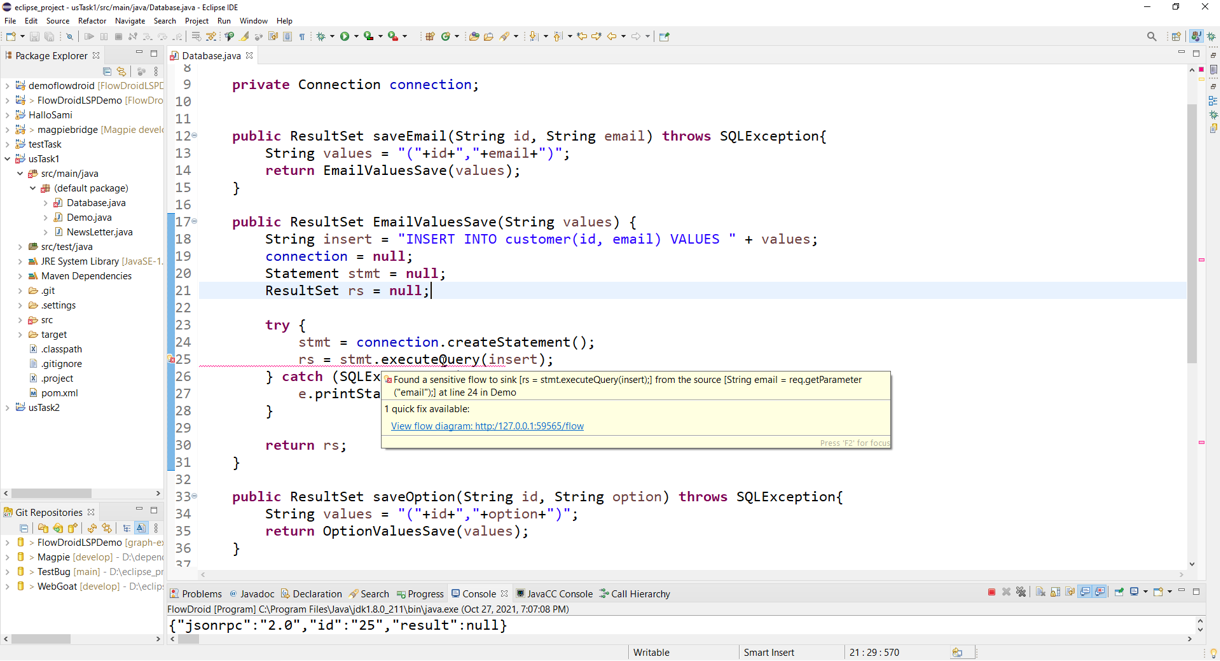 eclipse_project - usTask1/src/main/java/Database.java - Eclipse IDE
File Edit Source Refactor Navigate Search Project Run Window Help
Package Explorer
demoflowdroid [FlowDroidLSPD
> FlowDroidLSPDemo [FlowDro
HalloSami
> magpiebridge [Magpie develo
testTask
usTask1
src/main/java
(default package)
Database.java
Demo.java
NewsLetter.java
src/test/java
JRE System Library [JavaSE-1.
Maven Dependencies
.git
.settings
src
target
.classpath
.gitignore
.project
pom.xml
usTask2
Git Repositories
> FlowDroidLSPDemo [graph-ex
> Magpie [develop] - D:\depend
> TestBug [main] - D:\eclipse_pr
> WebGoat [develop] - D:\eclips
Database.java
8
9 private Connection connection;
10
11
12 public ResultSet saveEmail(String id, String email) throws SQLException{
13 String values = "("+id+","+email+")";
14 return EmailValuesSave(values);
15 }
16
17 public ResultSet EmailValuesSave(String values) {
18 String insert = "INSERT INTO customer(id, email) VALUES " + values;
19 connection = null;
20 Statement stmt = null;
21 ResultSet rs = null;
22
23 try {
24 stmt = connection.createStatement();
25 rs = stmt.executeQuery(insert);
26 } catch (SQLEx
27 e.printSta
28 }
29
30 return rs;
31 }
32
33 public ResultSet saveOption(String id, String option) throws SQLException{
34 String values = "("+id+","+option+")";
35 return OptionValuesSave(values);
36 }
37
Found a sensitive flow to sink [rs = stmt.executeQuery(insert);] from the source [String email = req.getParameter
("email");] at line 24 in Demo
1 quick fix available:
View flow diagram: http:/127.0.0.1:59565/flow
Press 'F2' for focus
Problems Javadoc Declaration Search Progress Console JavaCC Console Call Hierarchy
FlowDroid [Program] C:\Program Files\Java\jdk1.8.0_211\bin\java.exe (Oct 27, 2021, 7:07:08 PM)
{"jsonrpc":"2.0","id":"25","result":null}
Writable Smart Insert 21 : 29 : 570